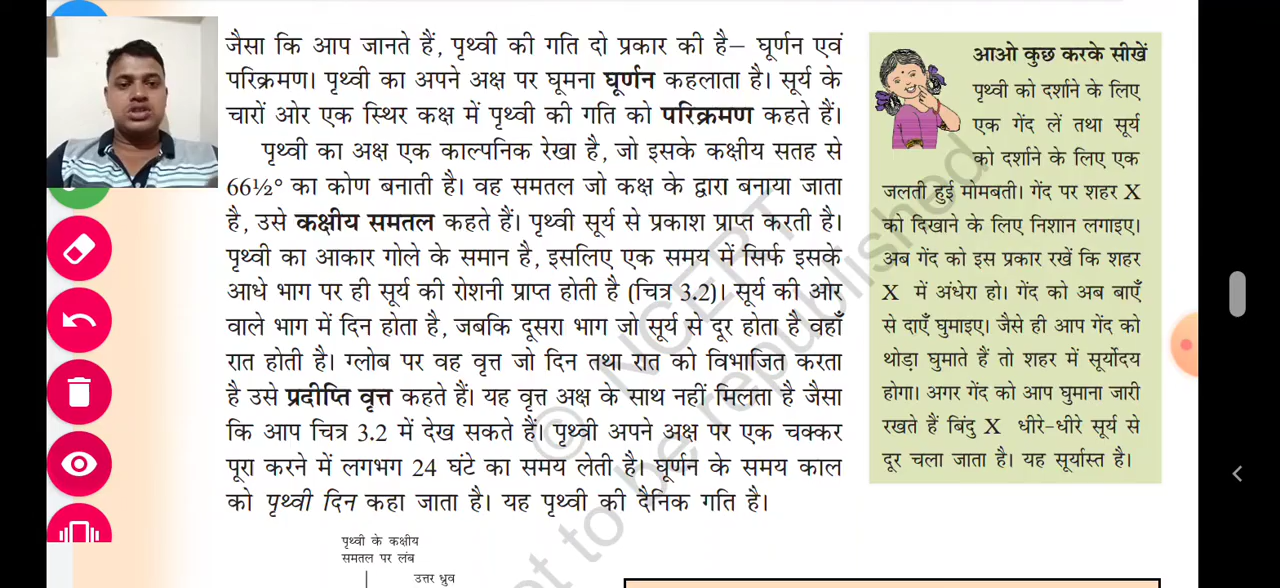 जैसा कि आप जानते हैं, पृथ्वी की गति दो प्रकार की है– घूर्णन एवं
परिक्रमण। पृथ्वी का अपने अक्ष पर घूमना घूर्णन कहलाता है। सूर्य के
चारों ओर एक स्थिर कक्ष में पृथ्वी की गति को परिक्रमण कहते हैं।
पृथ्वी का अक्ष एक काल्पनिक रेखा है, जो इसके कक्षीय सतह से
66½° का कोण बनाती है। वह समतल जो कक्ष के द्वारा बनाया जाता
है, उसे कक्षीय समतल कहते हैं। पृथ्वी सूर्य से प्रकाश प्राप्त करती है।
पृथ्वी का आकार गोले के समान है, इसलिए एक समय में सिर्फ इसके
आधे भाग पर ही सूर्य की रोशनी प्राप्त होती है (चित्र 3.2)। सूर्य की ओर
वाले भाग में दिन होता है, जबकि दूसरा भाग जो सूर्य से दूर होता है वहाँ
रात होती है। ग्लोब पर वह वृत्त जो दिन तथा रात को विभाजित करता
है उसे प्रदीप्ति वृत्त कहते हैं। यह वृत्त अक्ष के साथ नहीं मिलता है जैसा
कि आप चित्र 3.2 में देख सकते हैं। पृथ्वी अपने अक्ष पर एक चक्कर
पूरा करने में लगभग 24 घंटे का समय लेती है। घूर्णन के समय काल
को पृथ्वी दिन कहा जाता है। यह पृथ्वी की दैनिक गति है।
पृथ्वी के कक्षीय
समतल पर लंब
उत्तर ध्रुव
आओ कुछ करके सीखें
पृथ्वी को दर्शाने के लिए
एक गेंद लें तथा सूर्य
को दर्शाने के लिए एक
जलती हुई मोमबती। गेंद पर शहर X
को दिखाने के लिए निशान लगाइए।
अब गेंद को इस प्रकार रखें कि शहर
X में अंधेरा हो। गेंद को अब बाएँ
से दाएँ घुमाइए। जैसे ही आप गेंद को
थोड़ा घुमाते हैं तो शहर में सूर्योदय
होगा। अगर गेंद को आप घुमाना जारी
रखते हैं बिंदु X धीरे-धीरे सूर्य से
दूर चला जाता है। यह सूर्यास्त है।
© NCERT
not to be republished